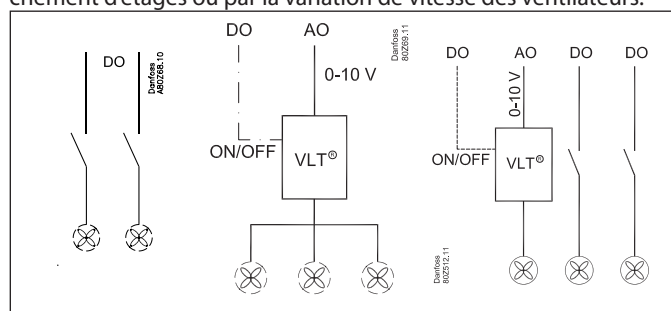 chement d'étages ou par la variation de vitesse des ventilateurs.
DO
Danfoss
A80Z68.10
DO
AO
Danfoss
80Z69.11
0-10 V
ON/OFF
VLT®
DO
AO
DO
DO
0-10 V
ON/OFF
VLT®
Danfoss
80Z512.11